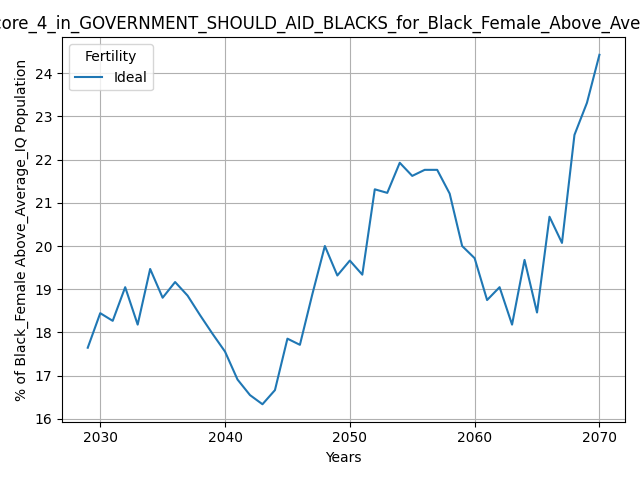 core_4_in_GOVERNMENT_SHOULD_AID_BLACKS_for_Black_Female_Above_Ave
Fertility
Ideal
% of Black_Female Above_Average_IQ Population
24
23
22
21
20
19
18
17
16
2030
2040
2050
2060
2070
Years